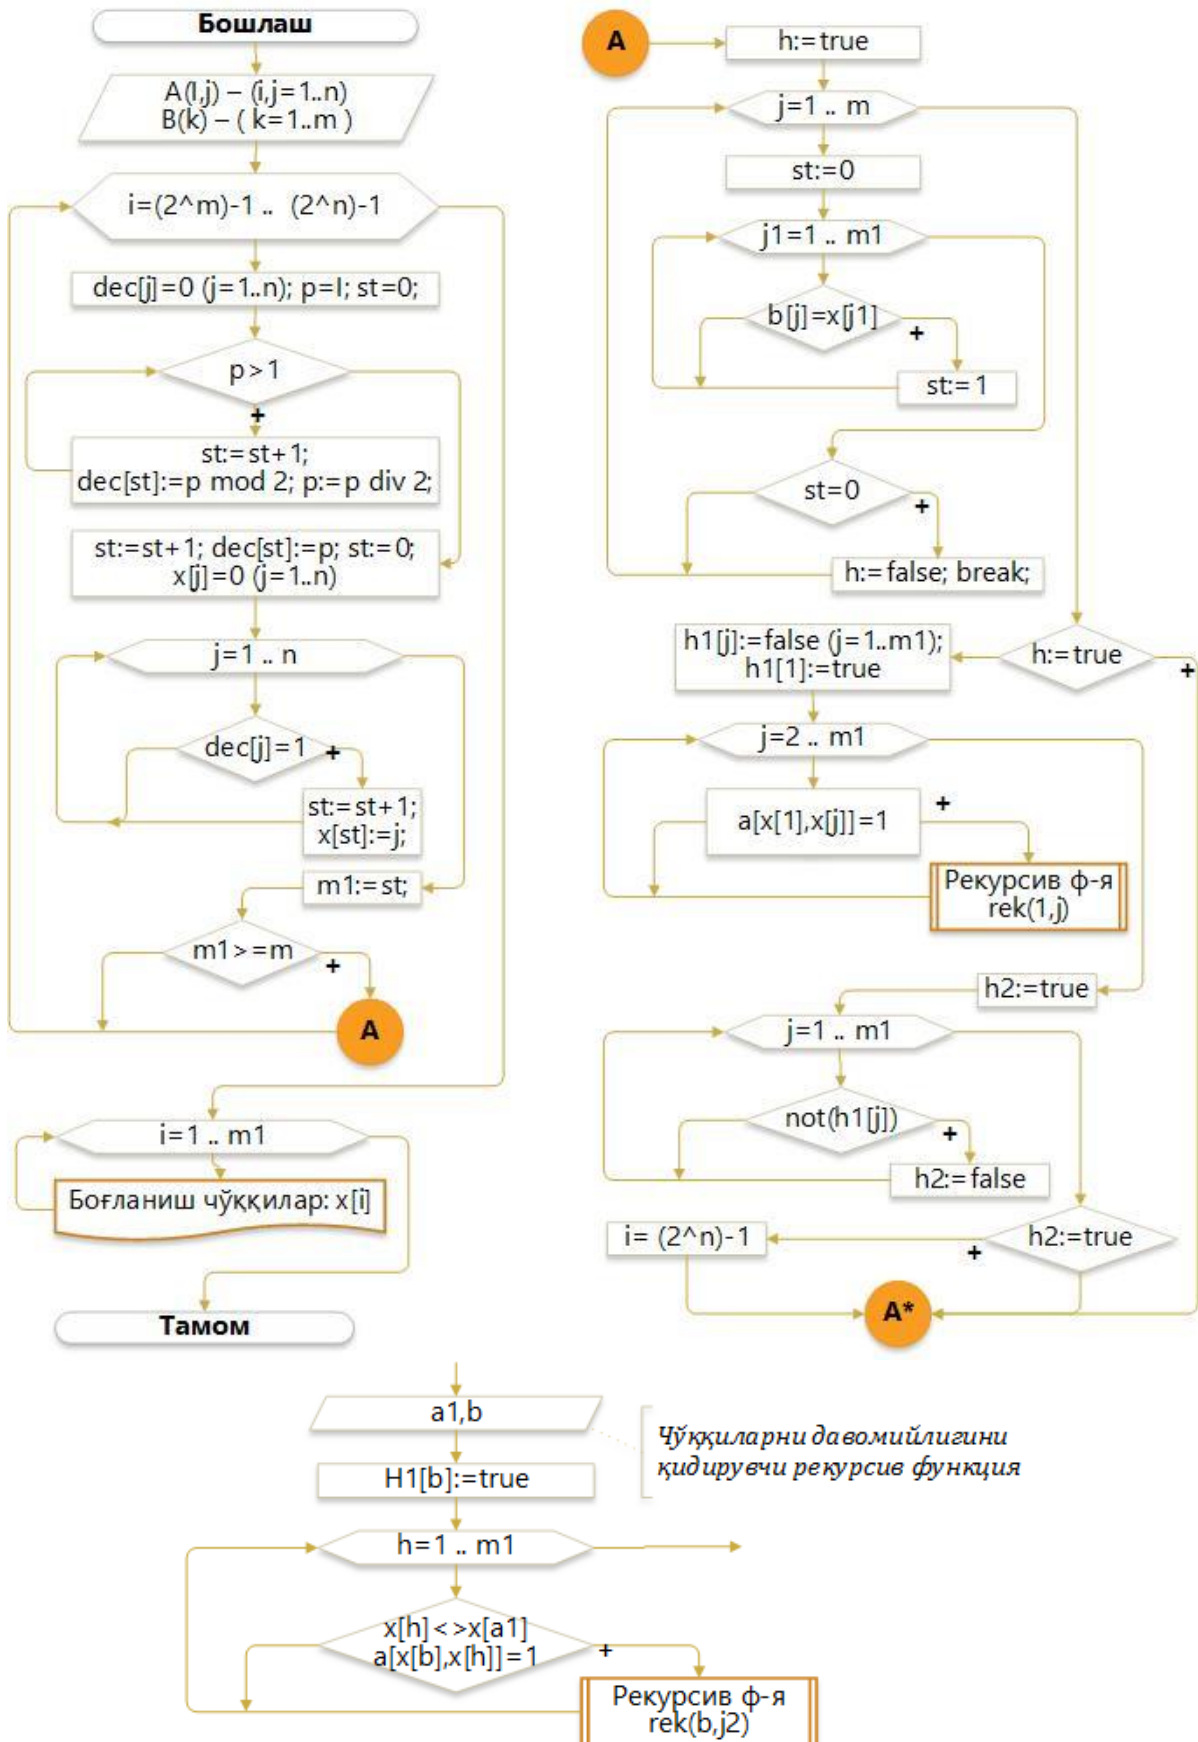 Бошлаш
A(I,j) – (i,j=1..n)
B(k) – ( k=1..m )
i=(2^m)-1 .. (2^n)-1
dec[j]=0 (j=1..n); p=I; st=0;
p>1
+
st:=st+1;
dec[st]:=p mod 2; p:=p div 2;
st:=st+1; dec[st]:=p; st:=0;
x[j]=0 (j=1..n)
j=1 .. n
dec[j]=1
+
st:=st+1;
x[st]:=j;
m1:=st;
m1>=m
+
A
i=1 .. m1
Боғланиш чўққилар: x[i]
Тамом
A
h:=true
j=1 .. m
st:=0
j1=1 .. m1
b[j]=x[j1]
+
st:=1
st=0
+
h:=false; break;
h:=true
+
h1[j]:=false (j=1..m1);
h1[1]:=true
j=2 .. m1
a[x[1],x[j]]=1
+
Рекурсив ф-я
rek(1,j)
h2:=true
j=1 .. m1
not(h1[j])
+
h2:=false
h2:=true
+
i= (2^n)-1
A*
a1,b
Чўққиларни давомийлигини
қидирувчи рекурсив функция
H1[b]:=true
h=1 .. m1
x[h]<>x[a1]
a[x[b],x[h]]=1
+
Рекурсив ф-я
rek(b,j2)